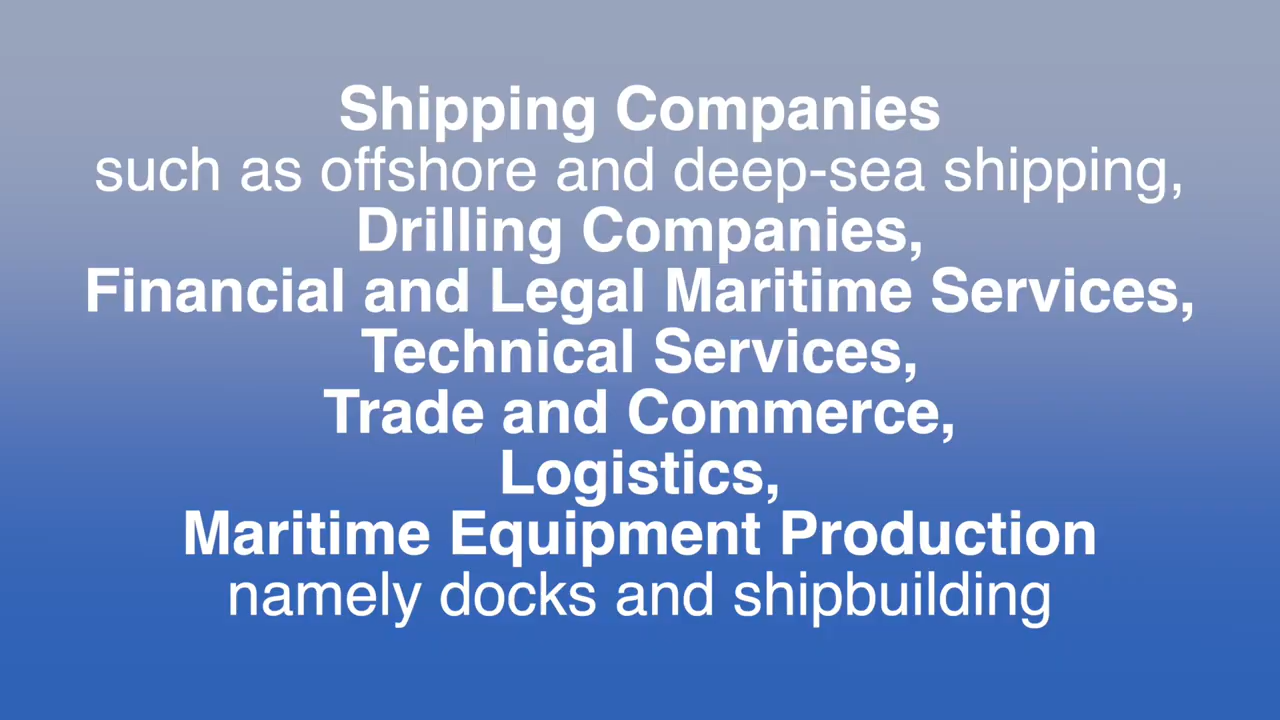 Shipping Companies
such as offshore and deep-sea shipping,
Drilling Companies,
Financial and Legal Maritime Services,
Technical Services,
Trade and Commerce,
Logistics,
Maritime Equipment Production
namely docks and shipbuilding